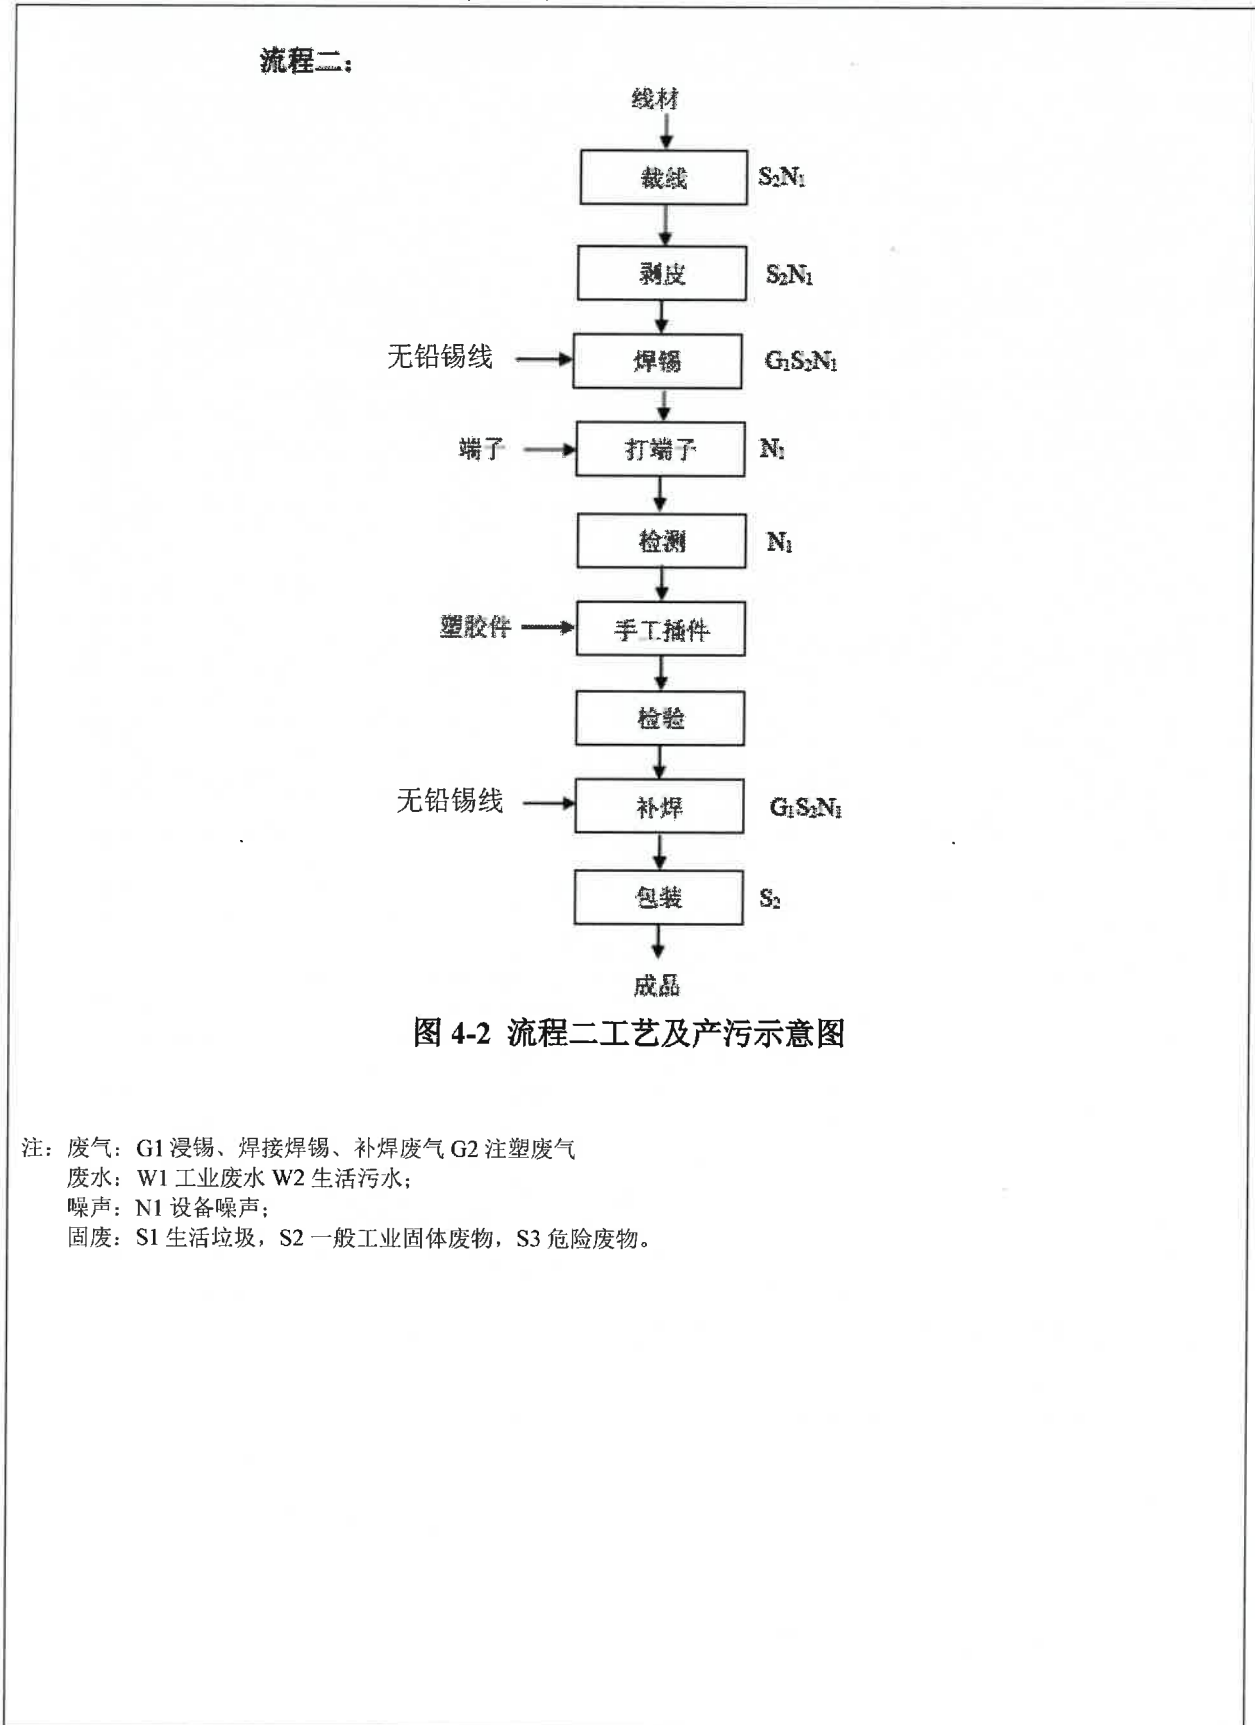 流程二：
线材
裁线 S₂N₁
剥皮 S₂N₁
无铅锡线 焊锡 G₁S₂N₁
端子 打端子 N₁
检测 N₁
塑胶件 手工插件
检验
无铅锡线 补焊 G₁S₂N₁
包装 S₂
成品
图 4-2 流程二工艺及产污示意图
注：废气：G1 浸锡、焊接焊锡、补焊废气 G2 注塑废气
废水：W1 工业废水 W2 生活污水；
噪声：N1 设备噪声；
固废：S1 生活垃圾，S2 一般工业固体废物，S3 危险废物。